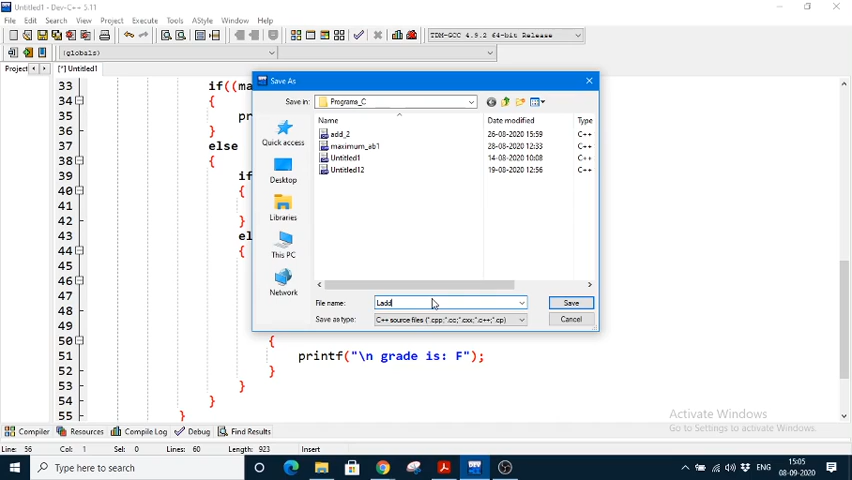 Untitled1 - Dev-C++ 5.11
File Edit Search View Project Execute Tools AStyle Window Help
TDM-GCC 4.9.2 64-bit Release
(globals)
Project
[*] Untitled1
33 if((ma
34 {
35 pr
36 }
37 else
38 {
39 if
40 {
41
42 }
43 el
44 {
45
46
47
48
49
50 {
51 printf("\n grade is: F");
52 }
53 }
54 }
55 }
Save As
Save in: Programa_C
Name Date modified Type
add_2 26-08-2020 15:59 C++
maximum_ab1 28-08-2020 12:33 C++
Untitled1 14-08-2020 10:08 C++
Untitled12 19-08-2020 12:56 C++
Quick access
Desktop
Libraries
This PC
Network
File name: Ladd Save
Save as type: C++ source files (*.cpp;*.cc;*.cxx;*.c++;*.cp) Cancel
Activate Windows
Go to Settings to activate Windows.
Compiler Resources Compile Log Debug Find Results
Line: 56 Col: 1 Sel: 0 Lines: 60 Length: 923 Insert
Type here to search
ENG
15:05
08-09-2020